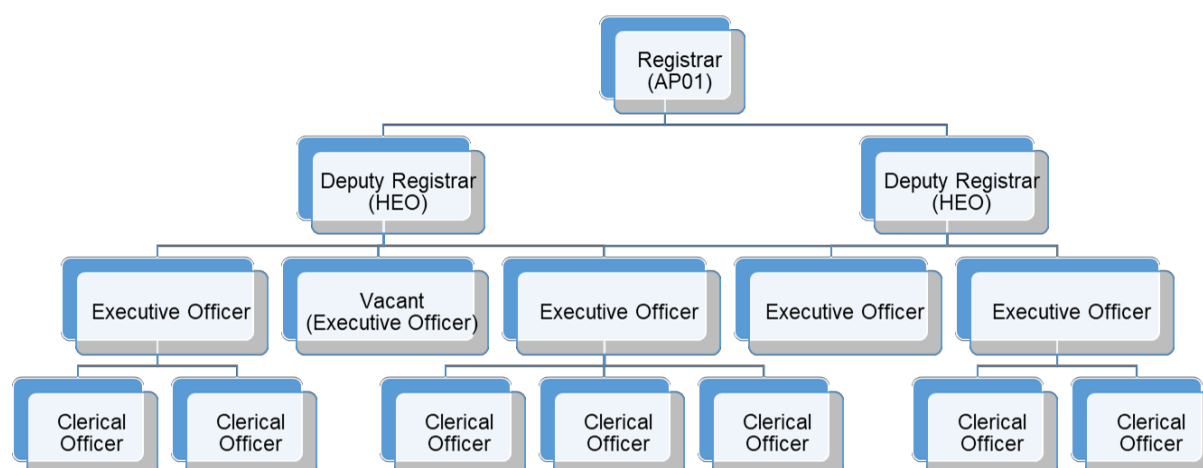 Registrar
(AP01)
Deputy Registrar
(HEO)
Deputy Registrar
(HEO)
Executive Officer
Vacant
(Executive Officer)
Executive Officer
Executive Officer
Executive Officer
Clerical
Officer
Clerical
Officer
Clerical
Officer
Clerical
Officer
Clerical
Officer
Clerical
Officer
Clerical
Officer